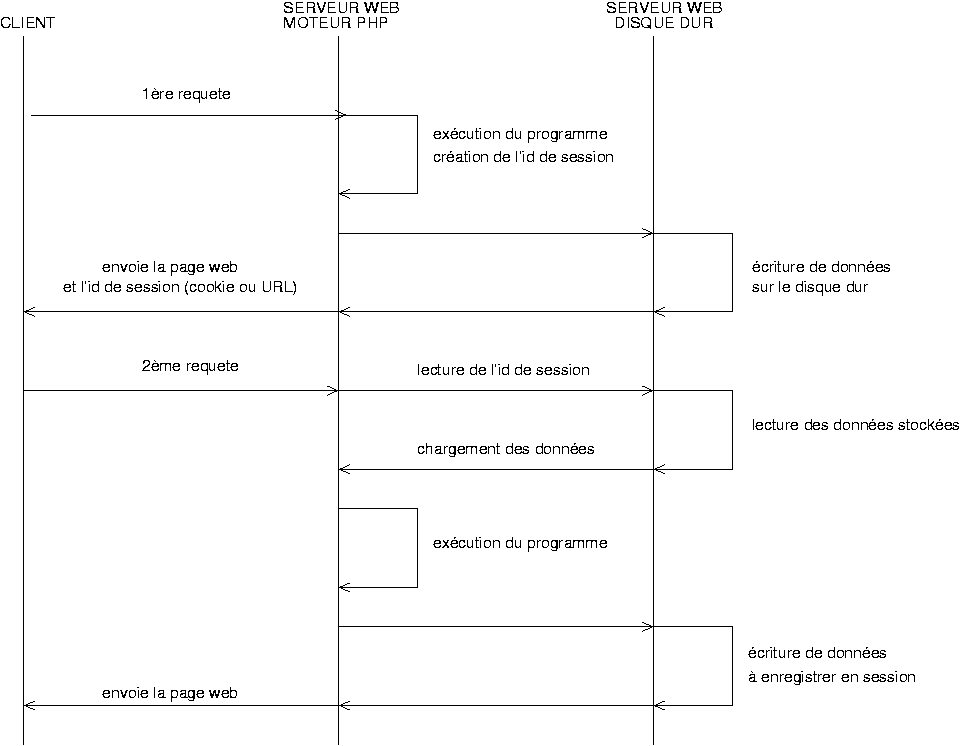 CLIENT
SERVEUR WEB
MOTEUR PHP
SERVEUR WEB
DISQUE DUR
1ère requete
exécution du programme
création de l'id de session
envoie la page web
et l'id de session (cookie ou URL)
écriture de données
sur le disque dur
2ème requete
lecture de l'id de session
lecture des données stockées
chargement des données
exécution du programme
écriture de données
à enregistrer en session
envoie la page web